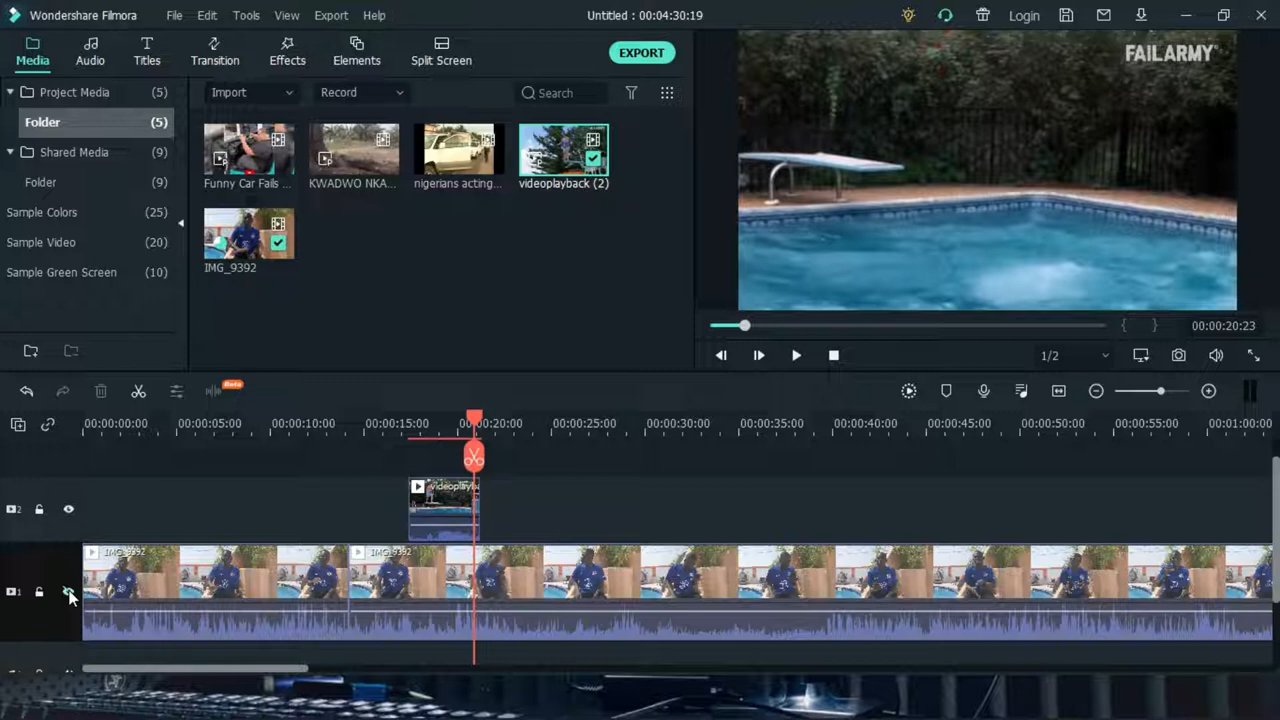 Wondershare Filmora
File Edit Tools View Export Help
Untitled : 00:04:30:19
Login
Media
Audio
Titles
Transition
Effects
Elements
Split Screen
EXPORT
FAILARMY
Project Media (5)
Import
Record
Search
Folder (5)
Shared Media (9)
Folder (9)
Sample Colors (25)
Sample Video (20)
Sample Green Screen (10)
Funny Car Fails ...
KWADWO NKA...
nigerians acting...
videoplayback (2)
IMG_9392
00:00:20:23
1/2
Beta
00:00:00:00 00:00:05:00 00:00:10:00 00:00:15:00 00:00:20:00 00:00:25:00 00:00:30:00 00:00:35:00 00:00:40:00 00:00:45:00 00:00:50:00 00:00:55:00 00:01:00:00
videoplayba
2
IMG_9392
IMG_9392
1